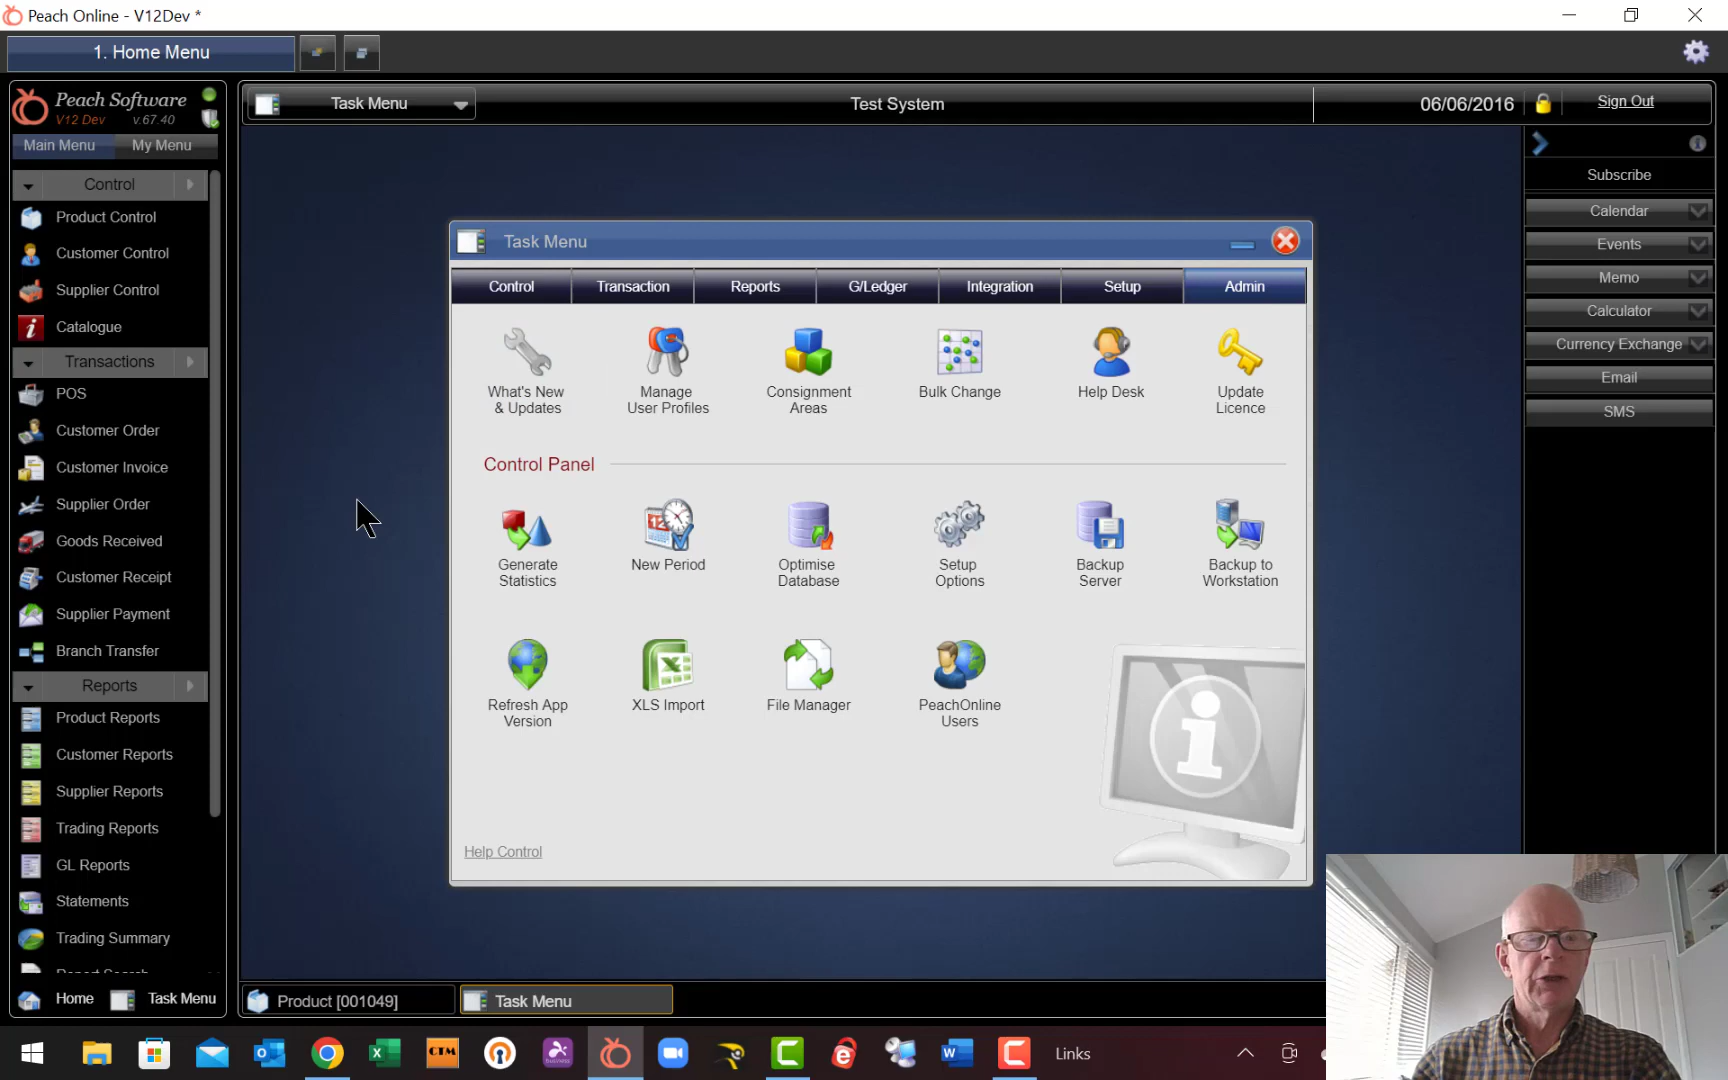 Peach Online - V12Dev *
1. Home Menu
Peach Software
V12 Dev v.67.40
Main Menu My Menu
Control
Product Control
Customer Control
Supplier Control
Catalogue
Transactions
POS
Customer Order
Customer Invoice
Supplier Order
Goods Received
Customer Receipt
Supplier Payment
Branch Transfer
Reports
Product Reports
Customer Reports
Supplier Reports
Trading Reports
GL Reports
Statements
Trading Summary
Home Task Menu
Task Menu
Test System
06/06/2016
Sign Out
Task Menu
Control Transaction Reports G/Ledger Integration Setup Admin
What's New
& Updates
Manage
User Profiles
Consignment
Areas
Bulk Change
Help Desk
Update
Licence
Control Panel
Generate
Statistics
New Period
Optimise
Database
Setup
Options
Backup
Server
Backup to
Workstation
Refresh App
Version
XLS Import
File Manager
PeachOnline
Users
Help Control
Subscribe
Calendar
Events
Memo
Calculator
Currency Exchange
Email
SMS
Product [001049]
Task Menu
CTM
business
Links